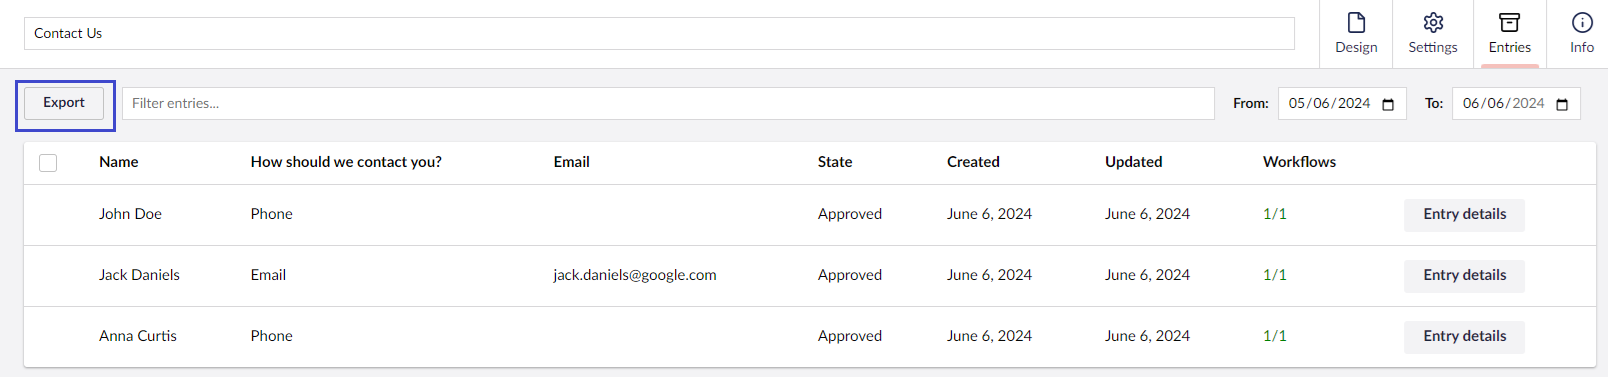 Contact Us
Design Settings Entries Info
Export Filter entries... From: 05/06/2024 To: 06/06/2024
Name How should we contact you? Email State Created Updated Workflows
John Doe Phone Approved June 6, 2024 June 6, 2024 1/1 Entry details
Jack Daniels Email jack.daniels@google.com Approved June 6, 2024 June 6, 2024 1/1 Entry details
Anna Curtis Phone Approved June 6, 2024 June 6, 2024 1/1 Entry details